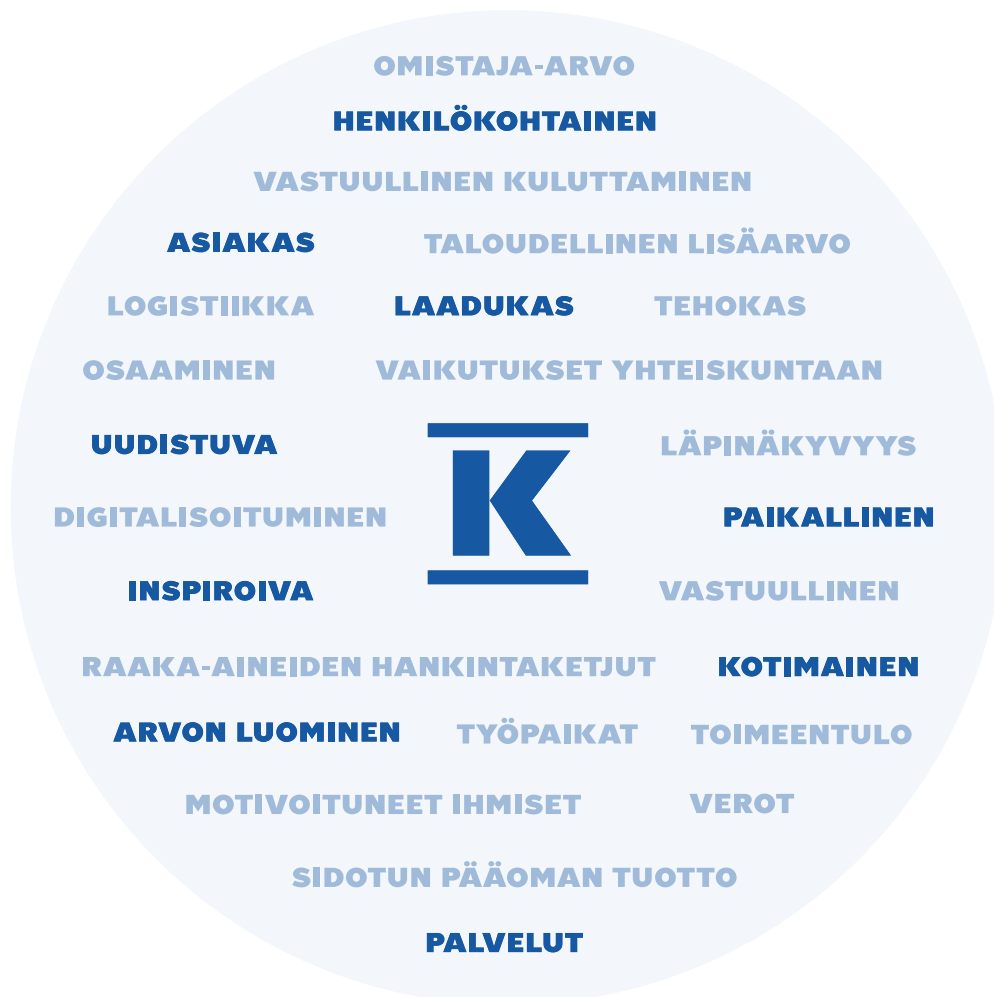 OMISTAJA-ARVO
HENKILÖKOHTAINEN
VASTUULLINEN KULUTTAMINEN
ASIAKAS TALOUDELLINEN LISÄARVO
LOGISTIIKKA LAADUKAS TEHOKAS
OSAAMINEN VAIKUTUKSET YHTEISKUNTAAN
UUDISTUVA LÄPINÄKYVYYS
K
DIGITALISOITUMINEN PAIKALLINEN
INSPIROIVA VASTUULLINEN
RAAKA-AINEIDEN HANKINTAKETJUT KOTIMAINEN
ARVON LUOMINEN TYÖPAIKAT TOIMEENTULO
MOTIVOITUNEET IHMISET VEROT
SIDOTUN PÄÄOMAN TUOTTO
PALVELUT